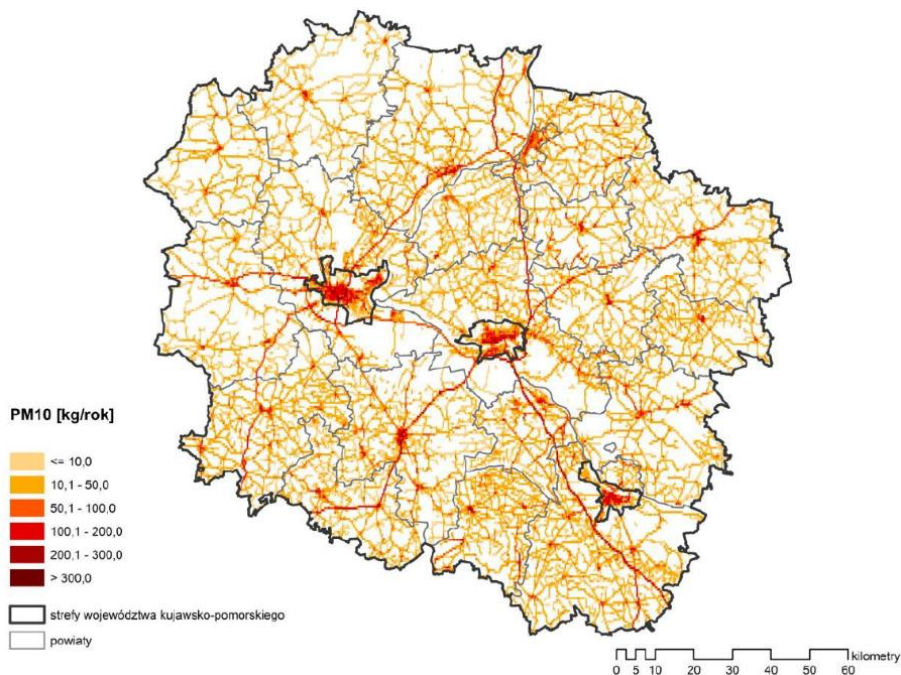 PM10 [kg/rok]
<= 10,0
10,1 - 50,0
50,1 - 100,0
100,1 - 200,0
200,1 - 300,0
> 300,0
strefy województwa kujawsko-pomorskiego
powiaty
kilometry
0 5 10 20 30 40 50 60